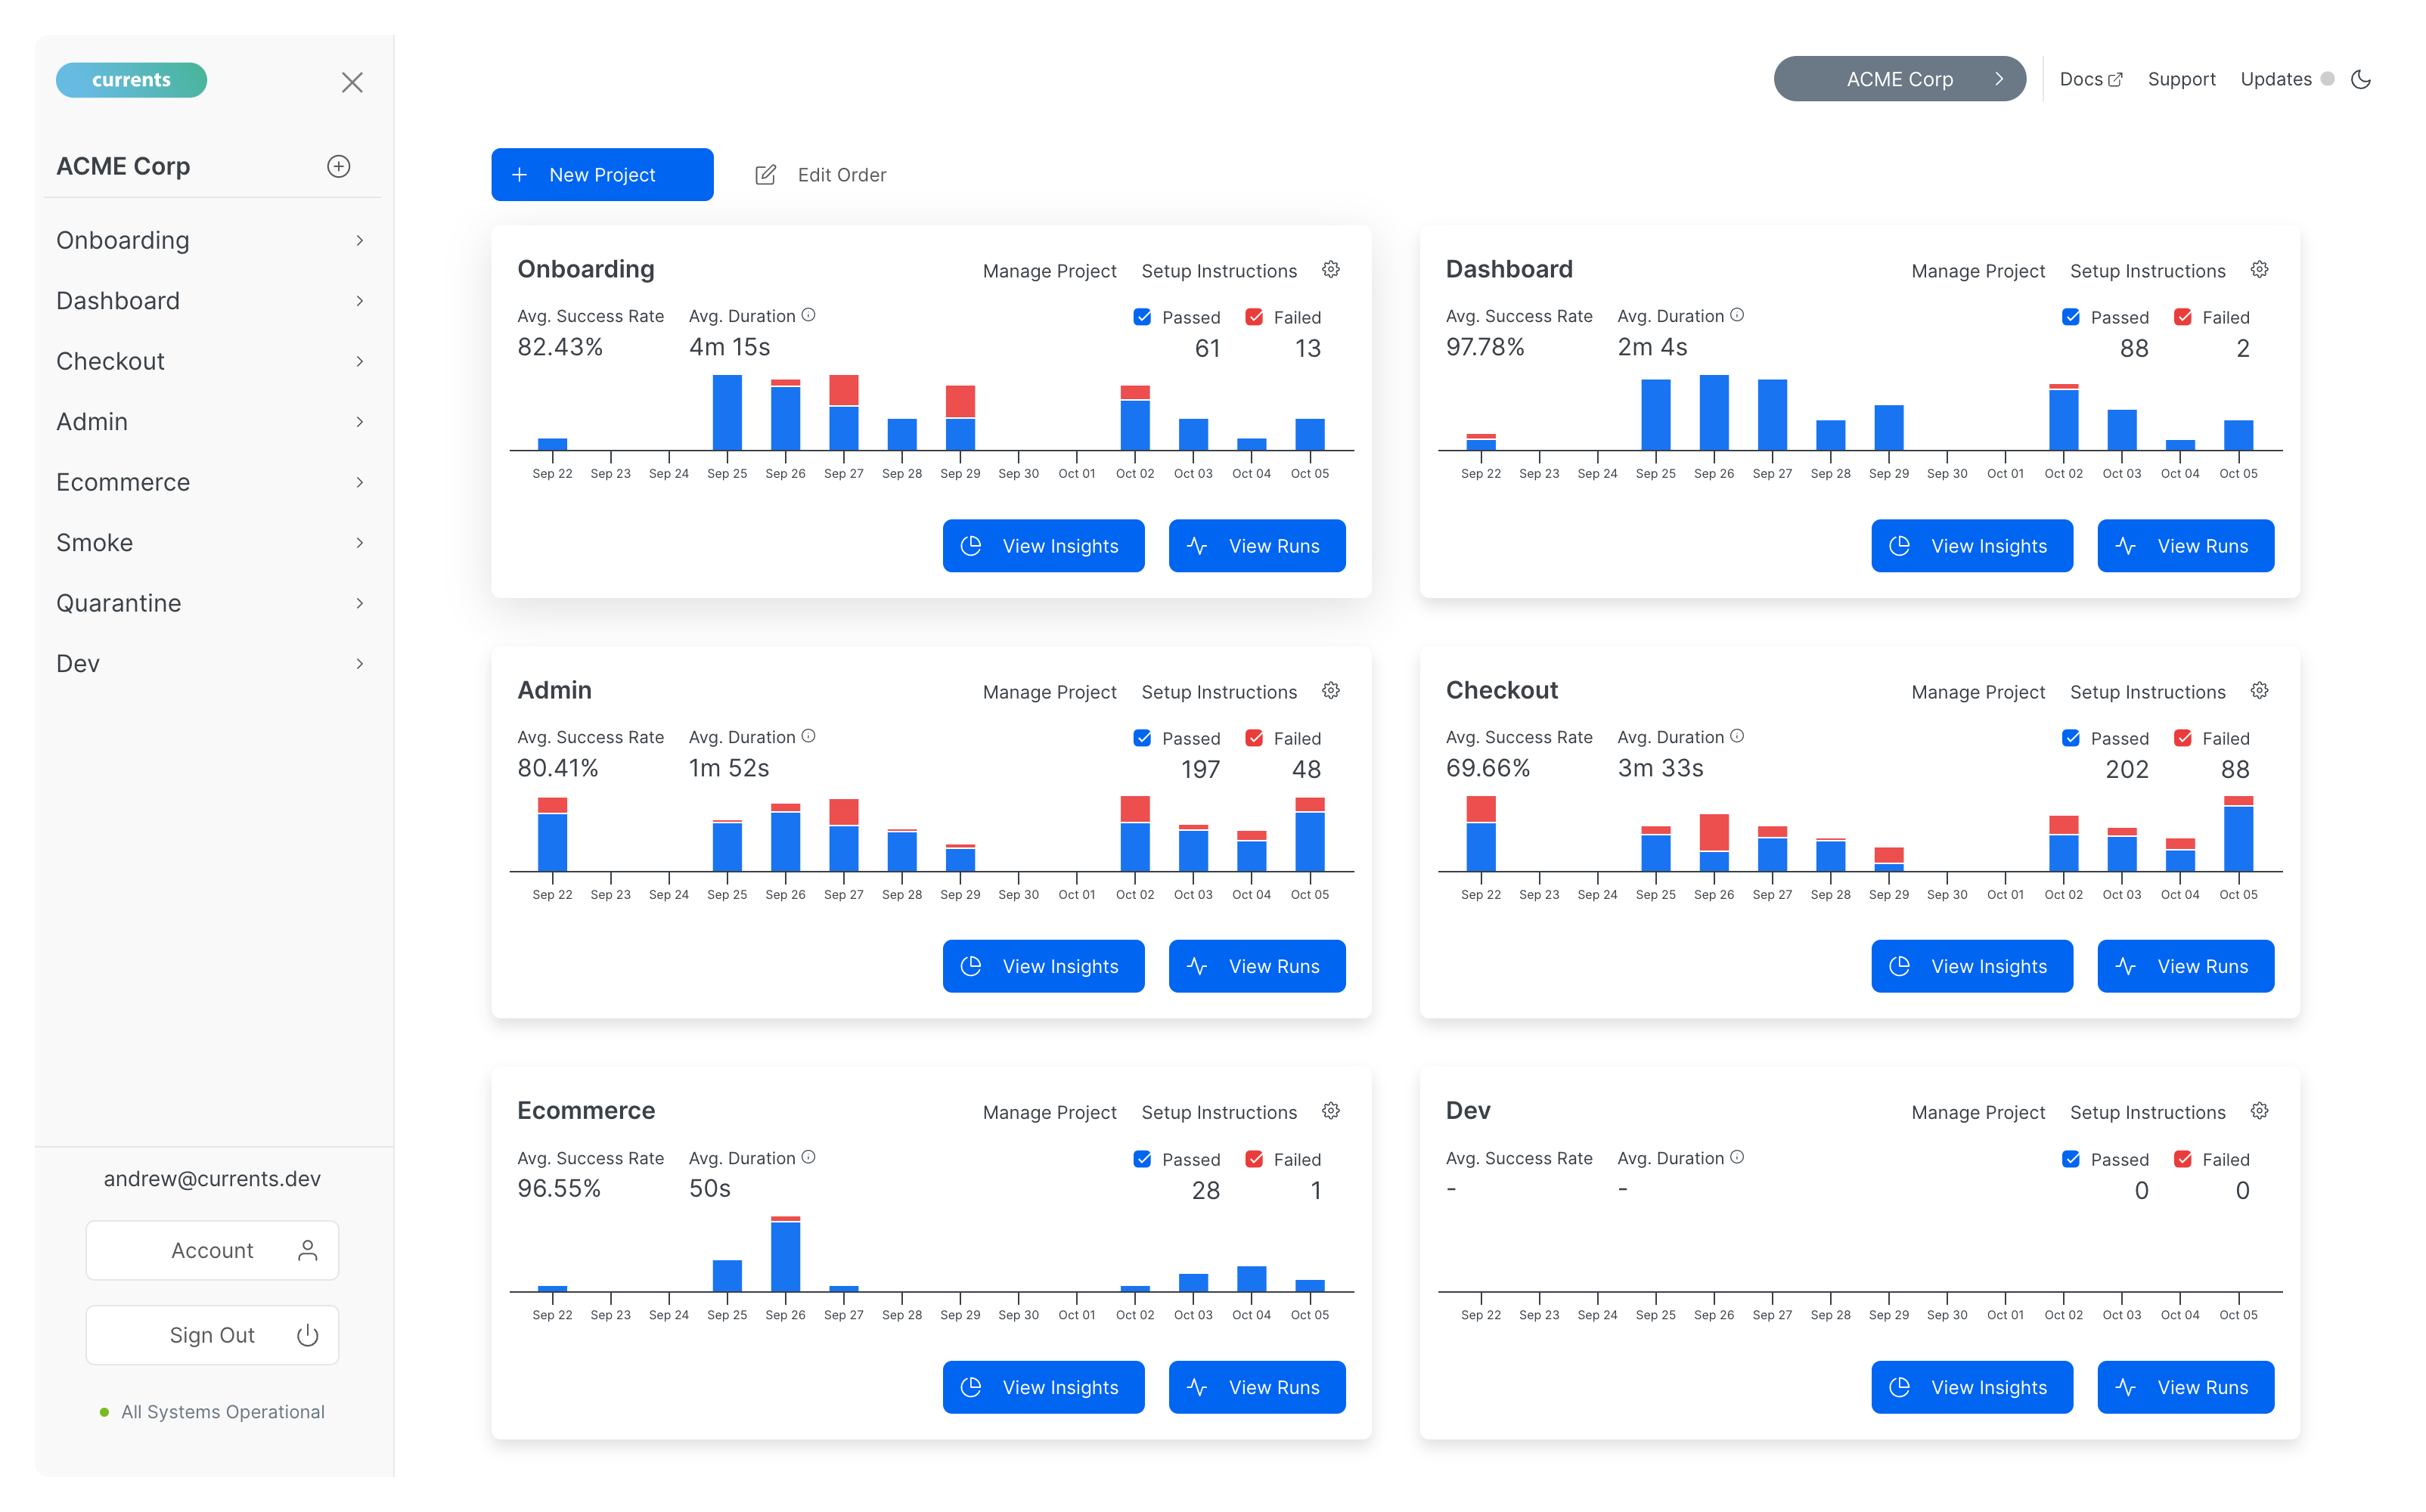 currents
ACME Corp
Onboarding
Dashboard
Checkout
Admin
Ecommerce
Smoke
Quarantine
Dev
andrew@currents.dev
Account
Sign Out
All Systems Operational
ACME Corp Docs Support Updates
New Project Edit Order
Onboarding Manage Project Setup Instructions
Avg. Success Rate Avg. Duration Passed Failed
82.43% 4m 15s 61 13
Sep 22 Sep 23 Sep 24 Sep 25 Sep 26 Sep 27 Sep 28 Sep 29 Sep 30 Oct 01 Oct 02 Oct 03 Oct 04 Oct 05
View Insights View Runs
Dashboard Manage Project Setup Instructions
Avg. Success Rate Avg. Duration Passed Failed
97.78% 2m 4s 88 2
Sep 22 Sep 23 Sep 24 Sep 25 Sep 26 Sep 27 Sep 28 Sep 29 Sep 30 Oct 01 Oct 02 Oct 03 Oct 04 Oct 05
View Insights View Runs
Admin Manage Project Setup Instructions
Avg. Success Rate Avg. Duration Passed Failed
80.41% 1m 52s 197 48
Sep 22 Sep 23 Sep 24 Sep 25 Sep 26 Sep 27 Sep 28 Sep 29 Sep 30 Oct 01 Oct 02 Oct 03 Oct 04 Oct 05
View Insights View Runs
Checkout Manage Project Setup Instructions
Avg. Success Rate Avg. Duration Passed Failed
69.66% 3m 33s 202 88
Sep 22 Sep 23 Sep 24 Sep 25 Sep 26 Sep 27 Sep 28 Sep 29 Sep 30 Oct 01 Oct 02 Oct 03 Oct 04 Oct 05
View Insights View Runs
Ecommerce Manage Project Setup Instructions
Avg. Success Rate Avg. Duration Passed Failed
96.55% 50s 28 1
Sep 22 Sep 23 Sep 24 Sep 25 Sep 26 Sep 27 Sep 28 Sep 29 Sep 30 Oct 01 Oct 02 Oct 03 Oct 04 Oct 05
View Insights View Runs
Dev Manage Project Setup Instructions
Avg. Success Rate Avg. Duration Passed Failed
- - 0 0
Sep 22 Sep 23 Sep 24 Sep 25 Sep 26 Sep 27 Sep 28 Sep 29 Sep 30 Oct 01 Oct 02 Oct 03 Oct 04 Oct 05
View Insights View Runs